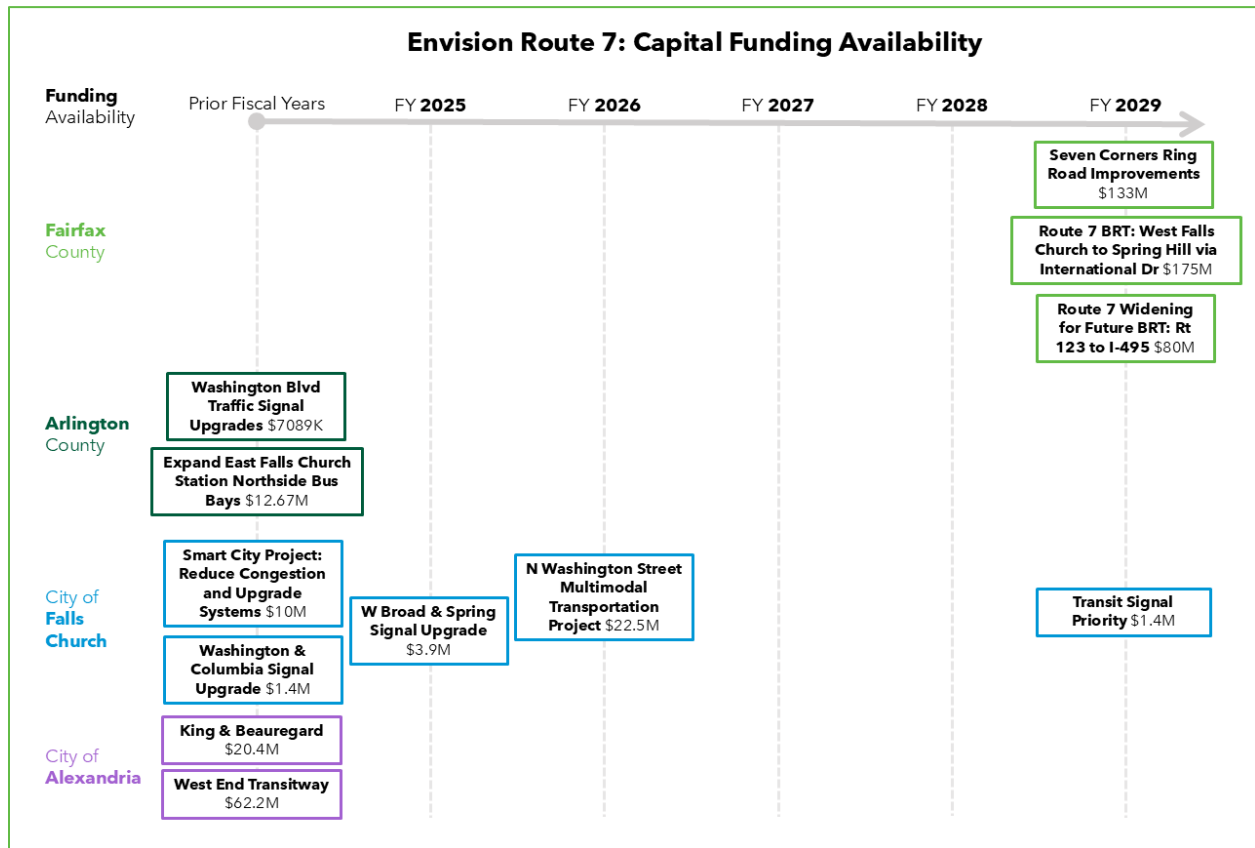 Envision Route 7: Capital Funding Availability
Funding
Availability
Prior Fiscal Years
FY 2025
FY 2026
FY 2027
FY 2028
FY 2029
Fairfax
County
Seven Corners Ring
Road Improvements
$133M
Route 7 BRT: West Falls
Church to Spring Hill via
International Dr $175M
Route 7 Widening
for Future BRT: Rt
123 to I-495 $80M
Arlington
County
Washington Blvd
Traffic Signal
Upgrades $7089K
Expand East Falls Church
Station Northside Bus
Bays $12.67M
City of
Falls
Church
Smart City Project:
Reduce Congestion
and Upgrade
Systems $10M
Washington &
Columbia Signal
Upgrade $1.4M
W Broad & Spring
Signal Upgrade
$3.9M
N Washington Street
Multimodal
Transportation
Project $22.5M
Transit Signal
Priority $1.4M
City of
Alexandria
King & Beauregard
$20.4M
West End Transitway
$62.2M